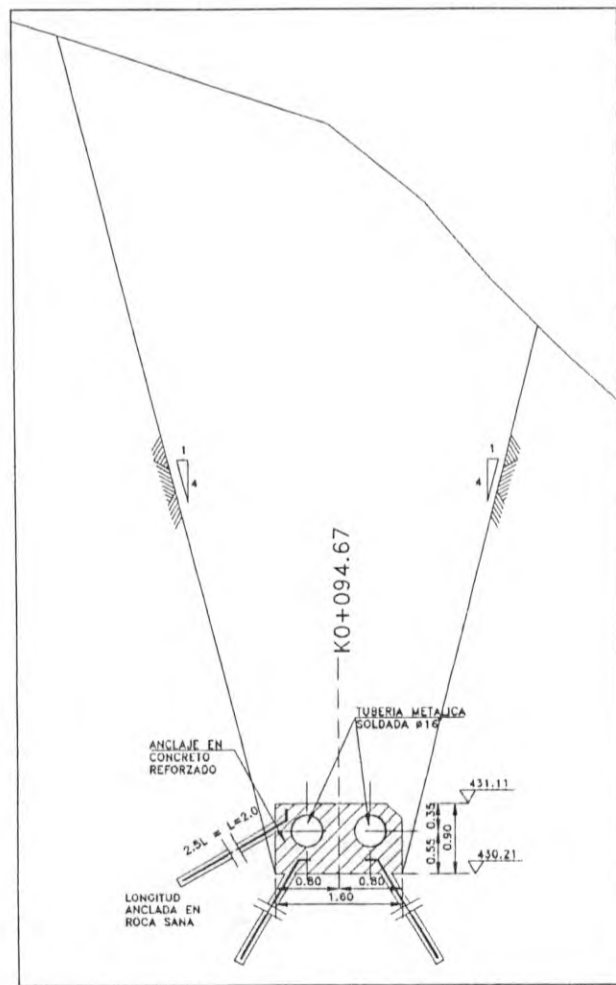 1
4
1
4
K0+094.67
TUBERIA METALICA
SOLDADA ø16
ANCLAJE EN
CONCRETO
REFORZADO
431.11
0.35
0.55
0.90
430.21
2.5L = L=2.0
0.80
0.80
1.60
LONGITUD
ANCLADA EN
ROCA SANA